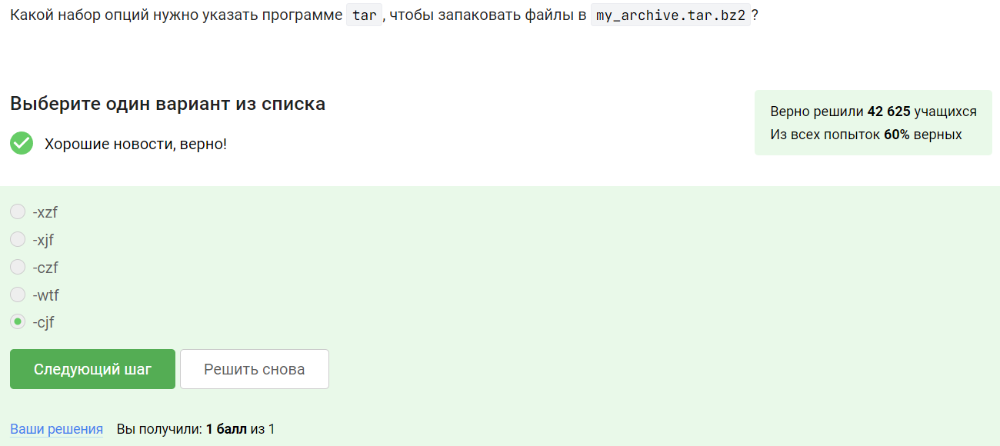 Какой набор опций нужно указать программе tar, чтобы запаковать файлы в my_archive.tar.bz2?
Выберите один вариант из списка
Хорошие новости, верно!
Верно решили 42 625 учащихся
Из всех попыток 60% верных
-xzf
-xjf
-czf
-wtf
-cjf
Следующий шаг
Решить снова
Ваши решения
Вы получили: 1 балл из 1